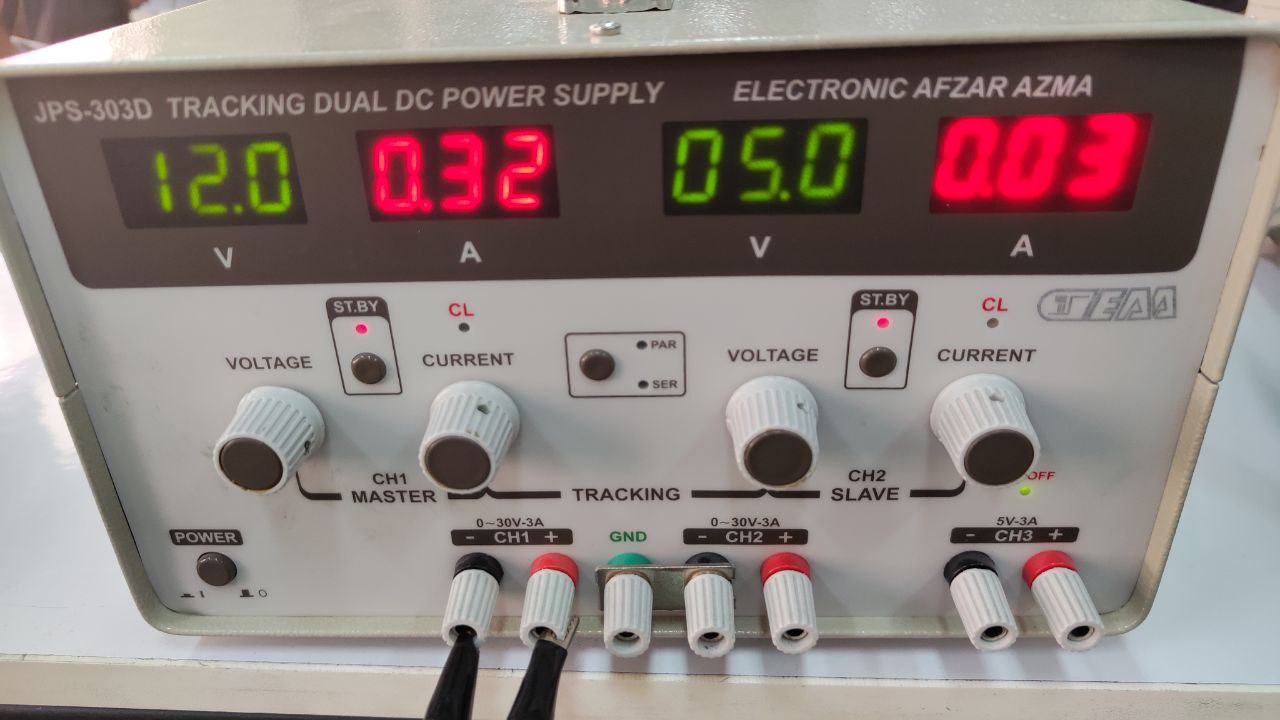 JPS-303D TRACKING DUAL DC POWER SUPPLY ELECTRONIC AFZAR AZMA
12.0 0.32 05.0 0.03
V A V A
ST.BY CL ST.BY CL
VOLTAGE CURRENT PAR VOLTAGE CURRENT
SER
CH1 CH2
MASTER TRACKING SLAVE
OFF
POWER
I O
0~30V-3A 0~30V-3A 5V-3A
- CH1 + GND - CH2 + - CH3 +